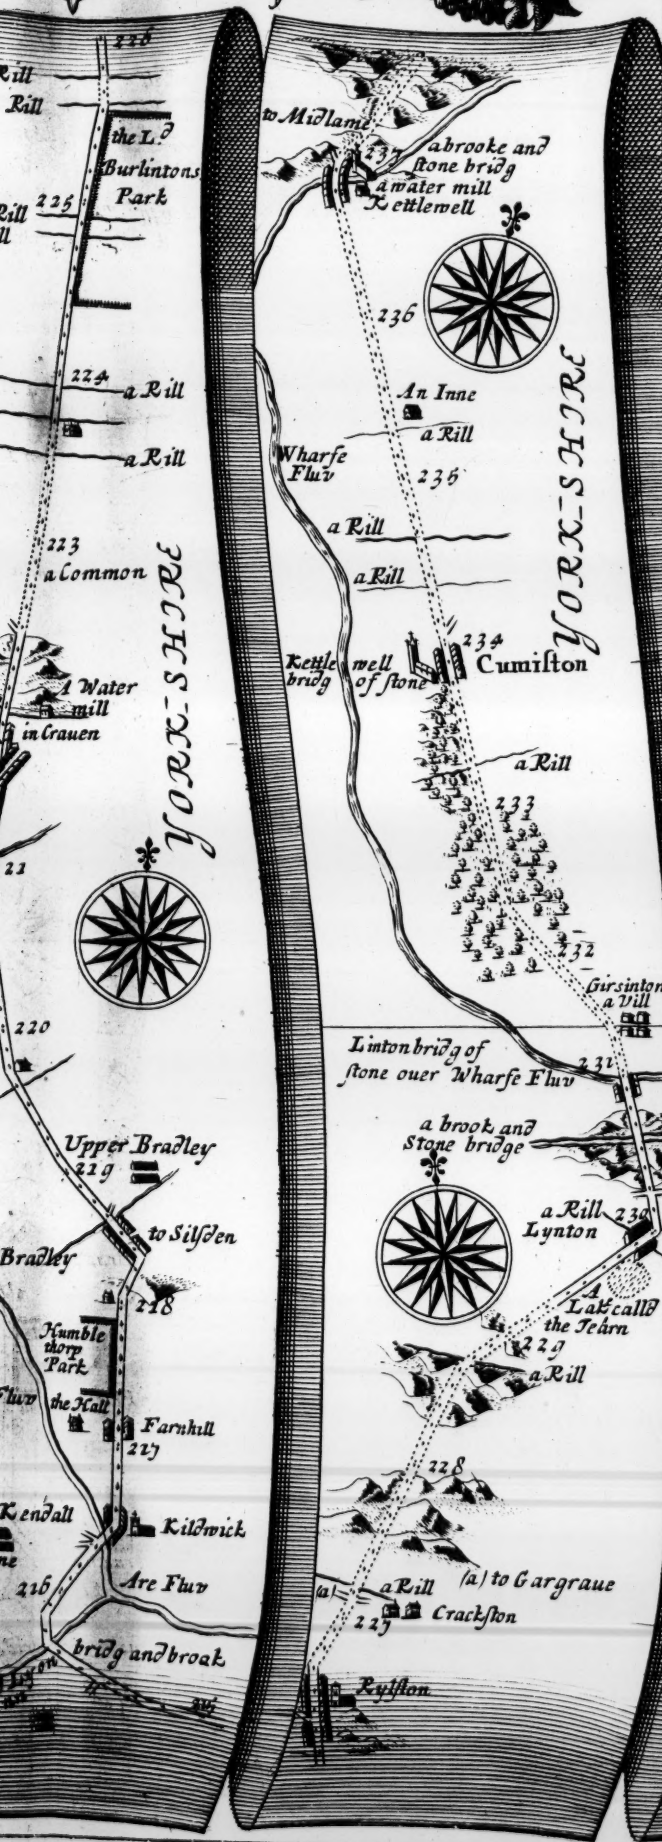 226
Rill
Rill
the L.d
Burlintons
Park
225
Rill
224
a Rill
a Rill
223
a Common
YORK-SHIRE
A Water
mill
in Crauen
21
220
Upper Bradley
219
to Silsden
Bradley
218
Humble
thorp
Park
Fluv
the Hall
Farnhill
217
Kendall
Kildwick
216
Are Fluv
bridg and broak
to Midlame
237
a brooke and
stone bridg
a water mill
Kettlewell
236
An Inne
a Rill
Wharfe
Fluv
235
a Rill
a Rill
YORK-SHIRE
234
Cumiston
Kettle well
bridg of stone
a Rill
233
232
Girsinton
a Vill
Linton bridg of
stone ouer Wharfe Fluv
231
a brook and
Stone bridge
a Rill
230
Lynton
A
Lake calld
the Tearn
229
a Rill
228
(a) to Gargraue
(a)
a Rill
227
Crackston
Rylston